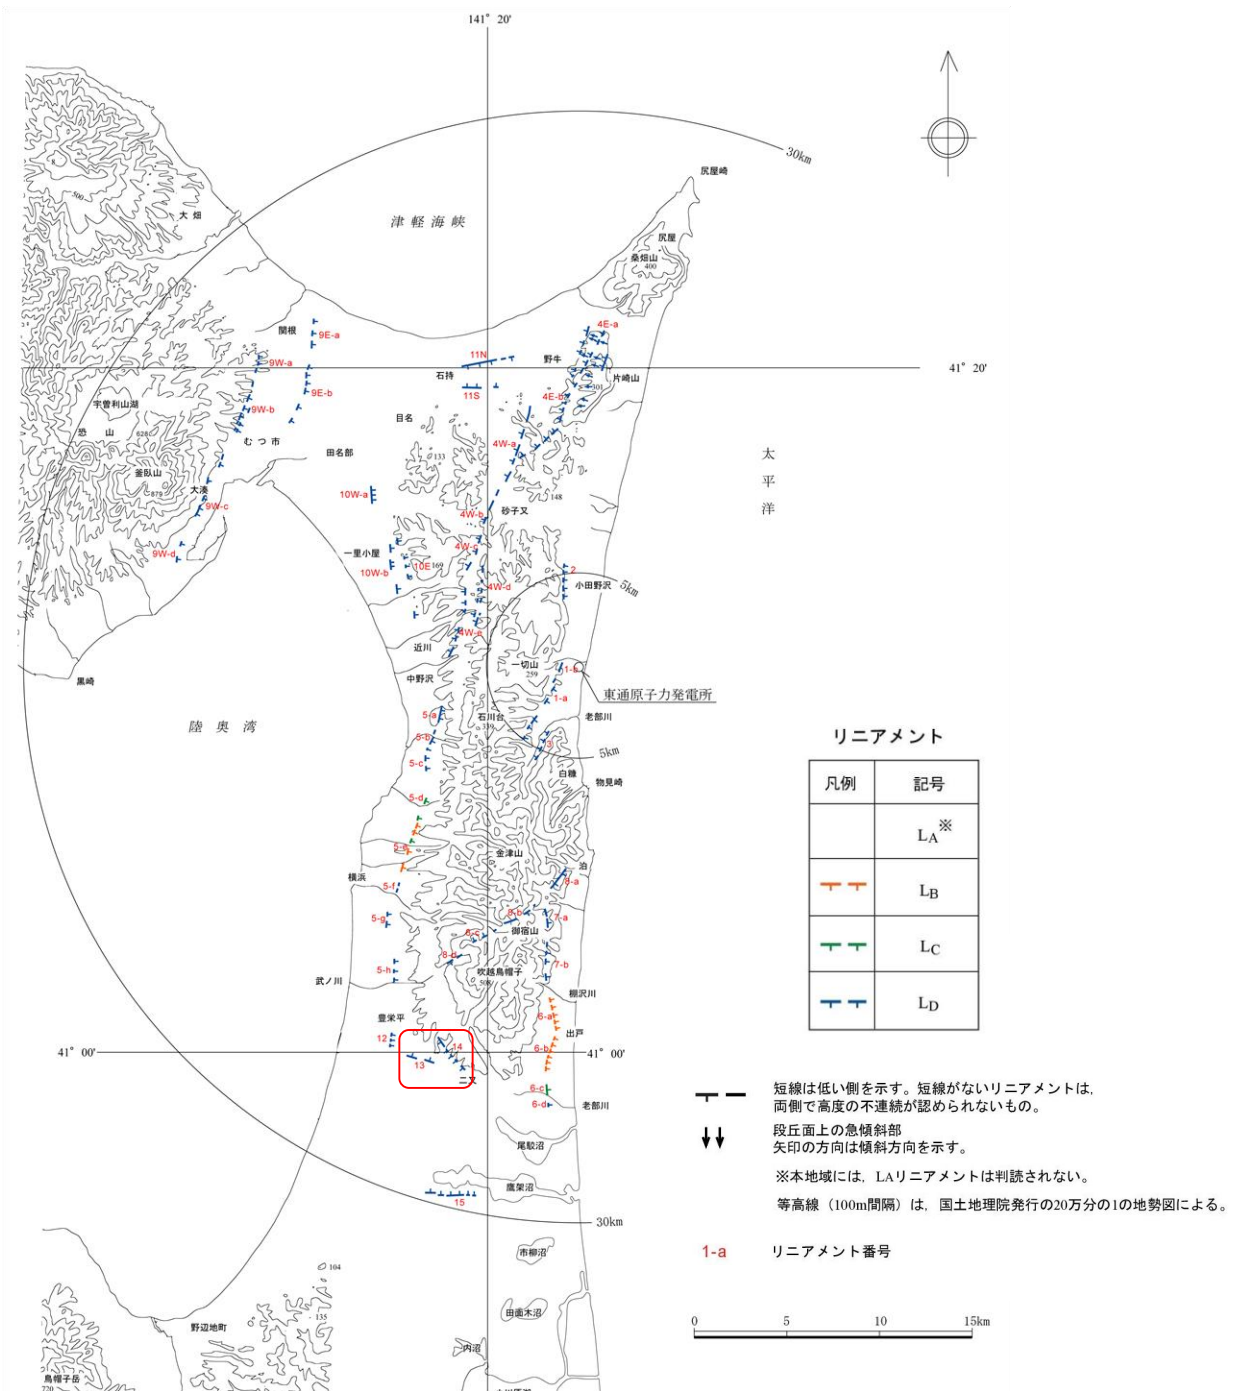 141° 20'
30km
尻屋崎
大畑
500
津軽海峡
尻屋
桑畑山
400
関根
4E-a
9E-a
11N
野牛
9W-a
石持
片崎山
41° 20'
301
9E-b
11S
4E-b
宇曽利山湖
9W-b
目名
恐山
628
むつ市
4W-a
太平洋
田名部
133
釜臥山
879
大湊
10W-a
148
9W-c
4W-b
砂子又
9W-d
一里小屋
4W-c
10W-b
10E
169
2
小田野沢
5km
4W-d
4W-e
近川
一切山
259
1-b
中野沢
黒崎
1-a
東通原子力発電所
陸奥湾
5-a
石川台
339
老部川
5-b
3
5km
5-c
白糠
物見崎
5-d
5-e
金津山
泊
横浜
8-a
5-f
5-g
8-b
7-a
8-c
御宿山
8-d
5-h
7-b
武ノ川
吹越烏帽子
508
棚沢川
豊栄平
6-a
出戸
12
14
6-b
41° 00'
41° 00'
13
二又
6-c
6-d
老部川
尾駮沼
鷹架沼
15
30km
市柳沼
104
田面木沼
野辺地町
135
内沼
烏帽子岳
720
リニアメント
凡例 記号
LA※
LB
LC
LD
短線は低い側を示す。短線がないリニアメントは,
両側で高度の不連続が認められないもの。
段丘面上の急傾斜部
矢印の方向は傾斜方向を示す。
※本地域には, LAリニアメントは判読されない。
等高線（100m間隔）は, 国土地理院発行の20万分の1の地勢図による。
1-a リニアメント番号
0 5 10 15km